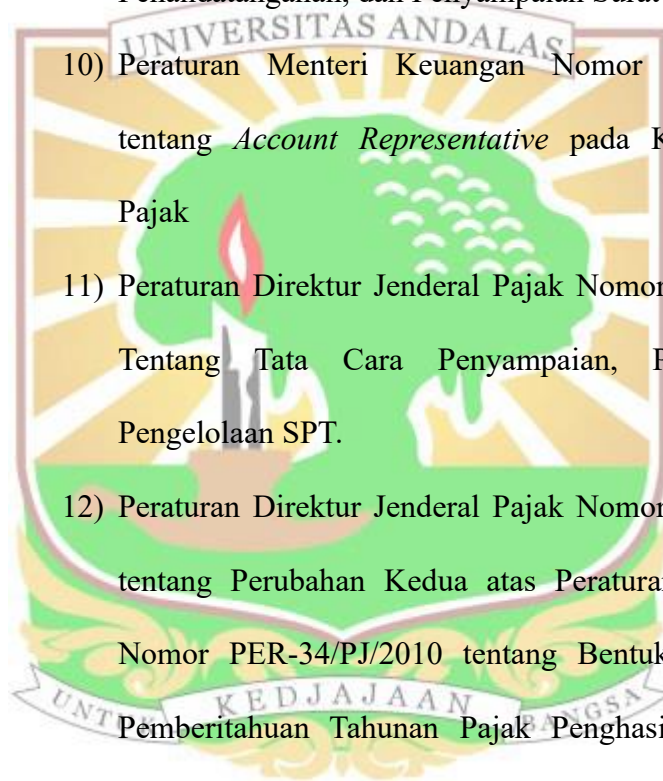 Penandatanganan, dan Penyampaian Surat
UNIVERSITAS ANDALAS
10) Peraturan Menteri Keuangan Nomor
tentang Account Representative pada K
Pajak
11) Peraturan Direktur Jenderal Pajak Nomor
Tentang Tata Cara Penyampaian, P
Pengelolaan SPT.
12) Peraturan Direktur Jenderal Pajak Nomor
tentang Perubahan Kedua atas Peraturan
Nomor PER-34/PJ/2010 tentang Bentuk
UNTUK KEDJAJAAN BANGSA
Pemberitahuan Tahunan Pajak Penghasi